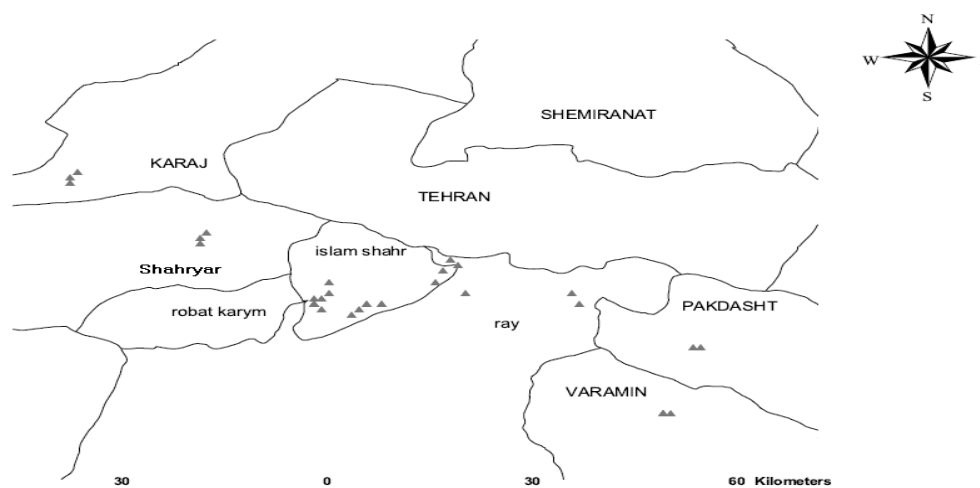 N
W
S
SHEMIRANAT
KARAJ
TEHRAN
islam shahr
Shahryar
robat karym
PAKDASHT
ray
VARAMIN
30 0 30 60 Kilometers